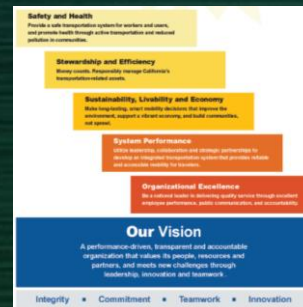 Safety and Health
Provide a safe transportation system for workers and users,
and promote health through active transportation and reduced
pollution in communities.
Stewardship and Efficiency
Money counts. Responsibly manage California's
transportation-related assets.
Sustainability, Livability and Economy
Make long-lasting, smart mobility decisions that improve the
environment, support a vibrant economy, and build communities,
not sprawl.
System Performance
Utilize leadership, collaboration and strategic partnerships to
develop an integrated transportation system that provides reliable
and accessible mobility for travelers.
Organizational Excellence
Be a national leader in delivering quality service through excellent
employee performance, public communication, and accountability.
Our Vision
A performance-driven, transparent and accountable
organization that values its people, resources and
partners, and meets new challenges through
leadership, innovation and teamwork.
Integrity • Commitment • Teamwork • Innovation